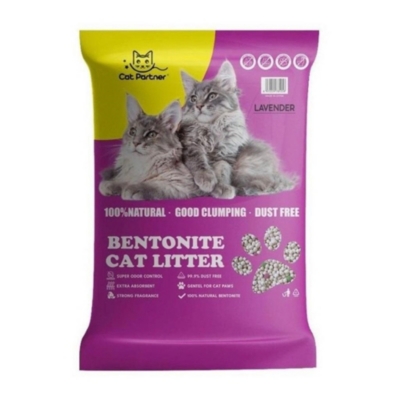 Cat Partner
LAVENDER
100%NATURAL · GOOD CLUMPING · DUST FREE
BENTONITE
CAT LITTER
SUPER ODOR CONTROL
99.9% DUST FREE
EXTRA ABSORBENT
GENTEL FOR CAT PAWS
STRONG FRAGRANCE
100% NATURAL BENTONITE